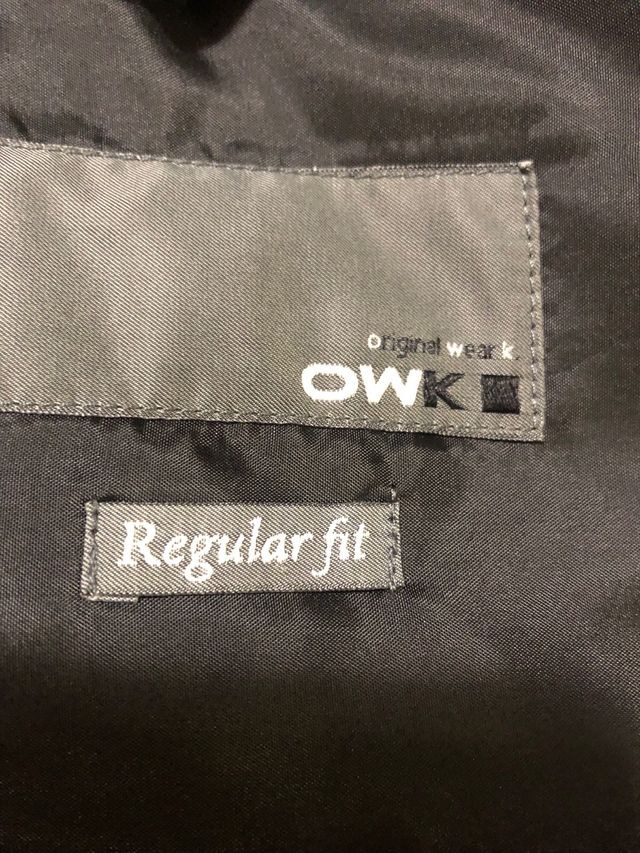 original wear k.
OWK
Regular fit